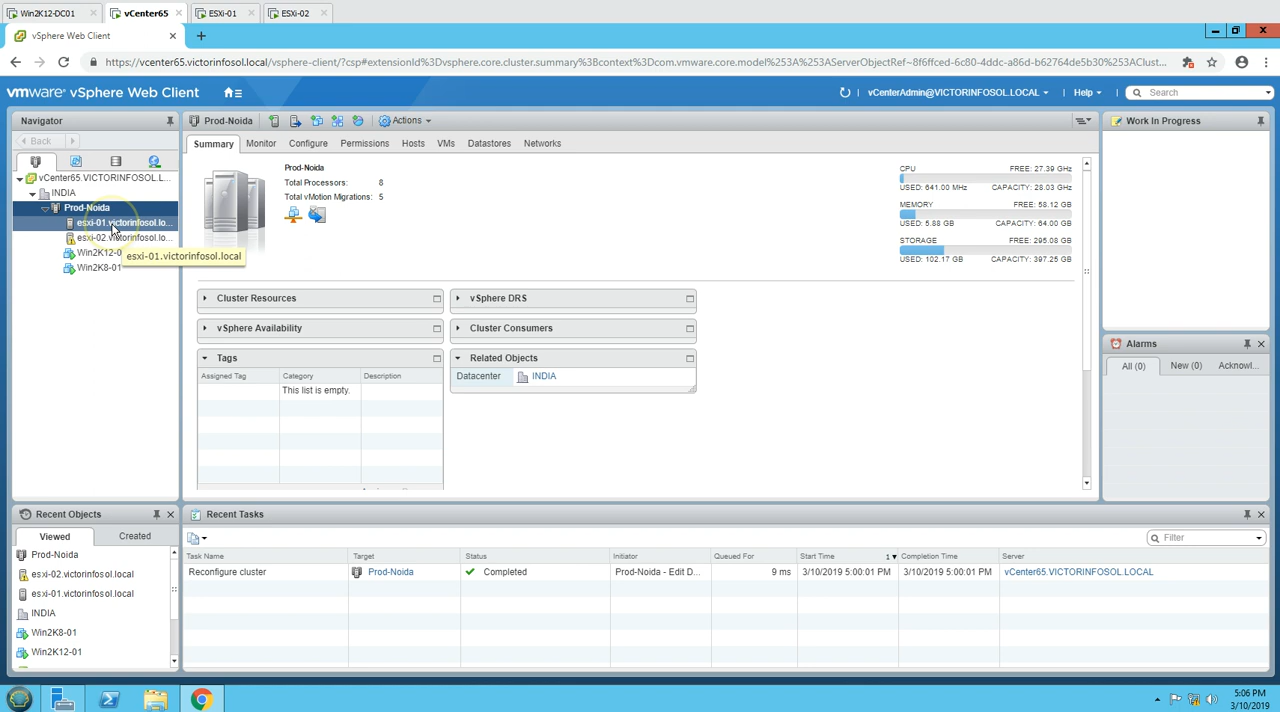 Win2K12-DC01
vCenter65
ESXi-01
ESXi-02
vSphere Web Client
https://vcenter65.victorinfosol.local/vsphere-client/?csp#extensionId%3Dvsphere.core.cluster.summary%3Bcontext%3Dcom.vmware.core.model%253A%253AServerObjectRef~8f6ffced-6c80-4ddc-a86d-b62764de5b30%253AClust...
vmware vSphere Web Client
vCenterAdmin@VICTORINFOSOL.LOCAL
Help
Search
Navigator
Prod-Noida
Actions
Work In Progress
Back
Summary Monitor Configure Permissions Hosts VMs Datastores Networks
vCenter65.VICTORINFOSOL.L...
INDIA
Prod-Noida
esxi-01.victorinfosol.lo...
esxi-02.victorinfosol.lo...
Win2K12-0
Win2K8-01
esxi-01.victorinfosol.local
Prod-Noida
Total Processors: 8
Total vMotion Migrations: 5
CPU FREE: 27.39 GHz
USED: 641.00 MHz CAPACITY: 28.03 GHz
MEMORY FREE: 58.12 GB
USED: 5.88 GB CAPACITY: 64.00 GB
STORAGE FREE: 295.08 GB
USED: 102.17 GB CAPACITY: 397.25 GB
Cluster Resources
vSphere DRS
vSphere Availability
Cluster Consumers
Tags
Related Objects
Assigned Tag Category Description
Datacenter INDIA
This list is empty.
Alarms
All (0) New (0) Acknowl...
Recent Objects
Viewed Created
Prod-Noida
esxi-02.victorinfosol.local
esxi-01.victorinfosol.local
INDIA
Win2K8-01
Win2K12-01
Recent Tasks
Filter
Task Name Target Status Initiator Queued For Start Time 1 Completion Time Server
Reconfigure cluster Prod-Noida Completed Prod-Noida - Edit D... 9 ms 3/10/2019 5:00:01 PM 3/10/2019 5:00:01 PM vCenter65.VICTORINFOSOL.LOCAL
5:06 PM
3/10/2019